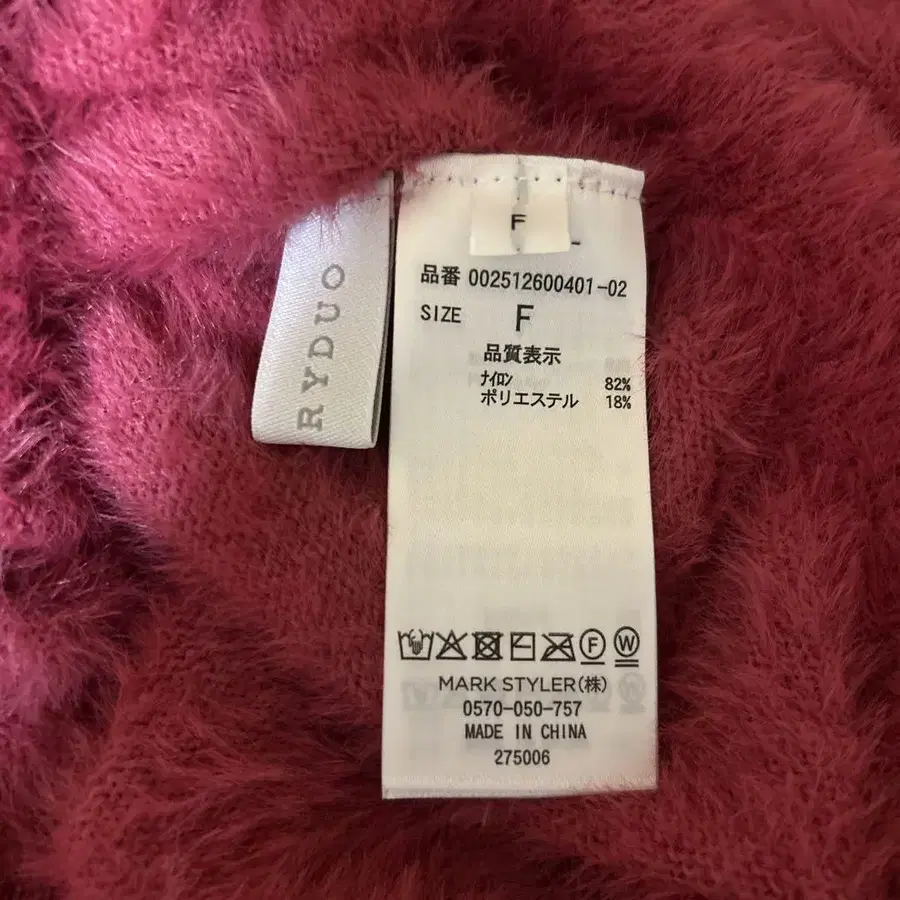 RYDUO
F
品番 002512600401-02
SIZE F
品質表示
ﾅｲﾛﾝ 82%
ポリエステル 18%
F
W
MARK STYLER(株)
0570-050-757
MADE IN CHINA
275006